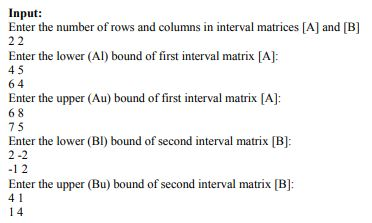 Input:
Enter the number of rows and columns in interval matrices [A] and [B]
2 2
Enter the lower (Al) bound of first interval matrix [A]:
4 5
6 4
Enter the upper (Au) bound of first interval matrix [A]:
6 8
7 5
Enter the lower (Bl) bound of second interval matrix [B]:
2 -2
-1 2
Enter the upper (Bu) bound of second interval matrix [B]:
4 1
1 4